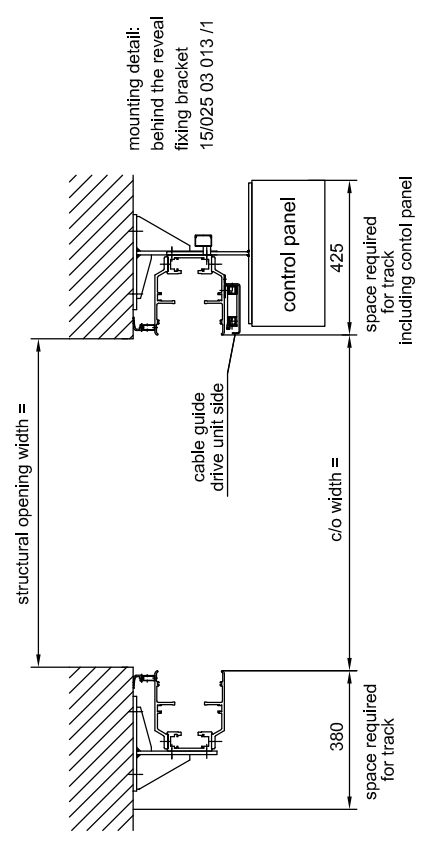 structural opening width =
mounting detail:
behind the reveal
fixing bracket
15/025 03 013 /1
cable guide
drive unit side
control panel
380
c/o width =
425
space required
for track
space required
for track
including contol panel